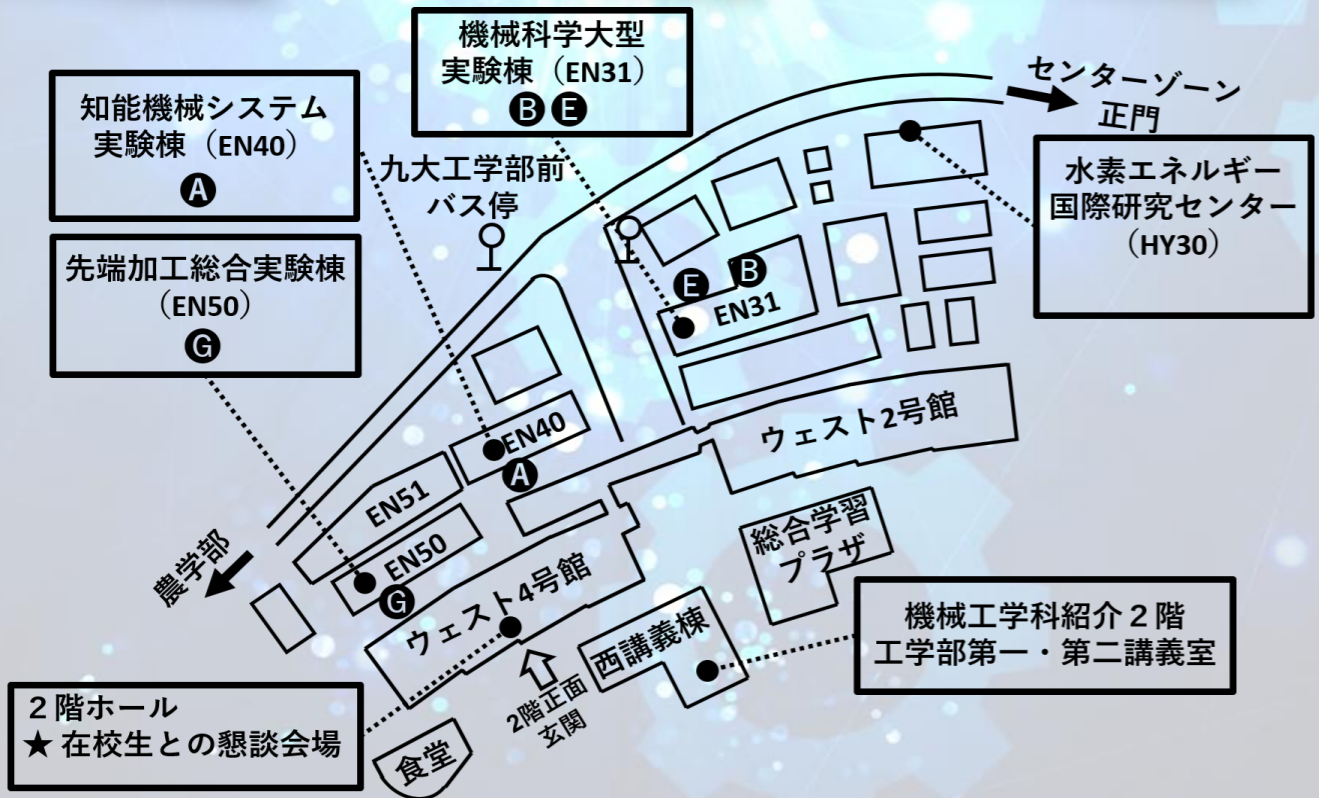 機械科学大型
実験棟（EN31）
B E
知能機械システム
実験棟（EN40）
A
先端加工総合実験棟
（EN50）
G
九大工学部前
バス停
センターゾーン
正門
水素エネルギー
国際研究センター
（HY30）
E
B
EN31
EN40
A
EN51
EN50
G
農学部
ウェスト2号館
ウェスト4号館
総合学習
プラザ
西講義棟
機械工学科紹介２階
工学部第一・第二講義室
2階正面
玄関
２階ホール
★ 在校生との懇談会場
食堂